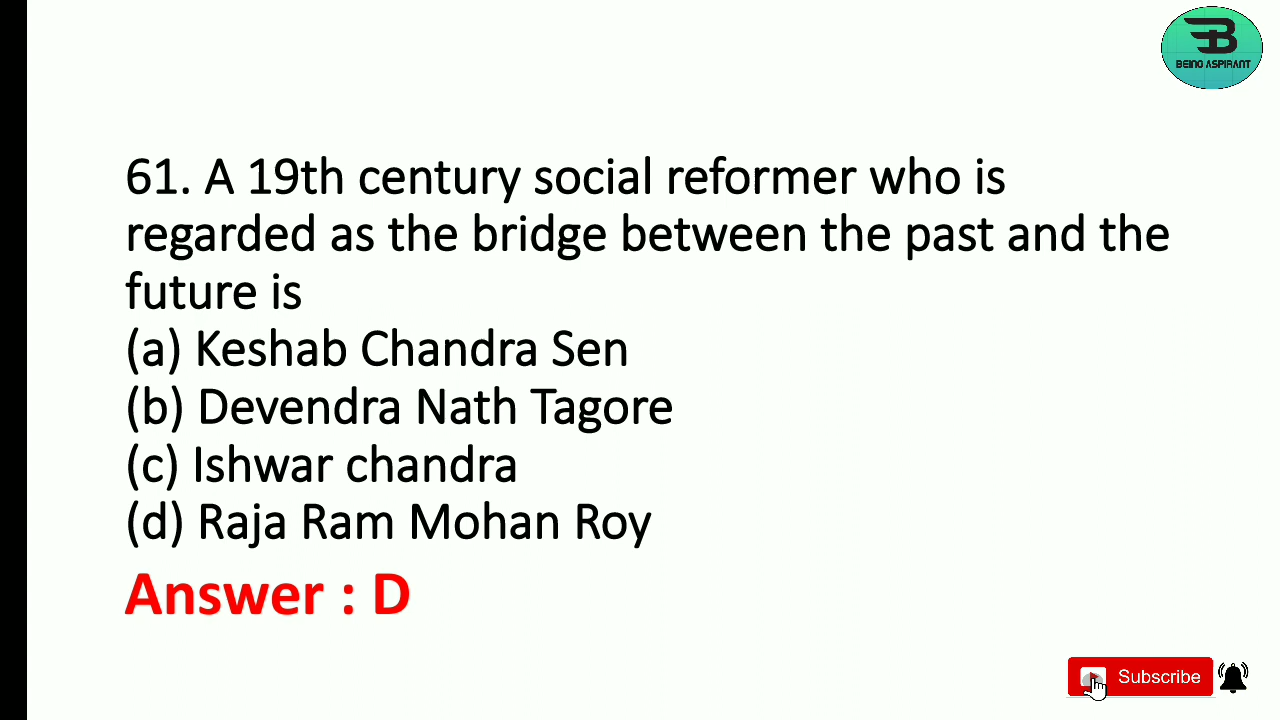 BEING ASPIRANT
61. A 19th century social reformer who is
regarded as the bridge between the past and the
future is
(a) Keshab Chandra Sen
(b) Devendra Nath Tagore
(c) Ishwar chandra
(d) Raja Ram Mohan Roy
Answer : D
Subscribe